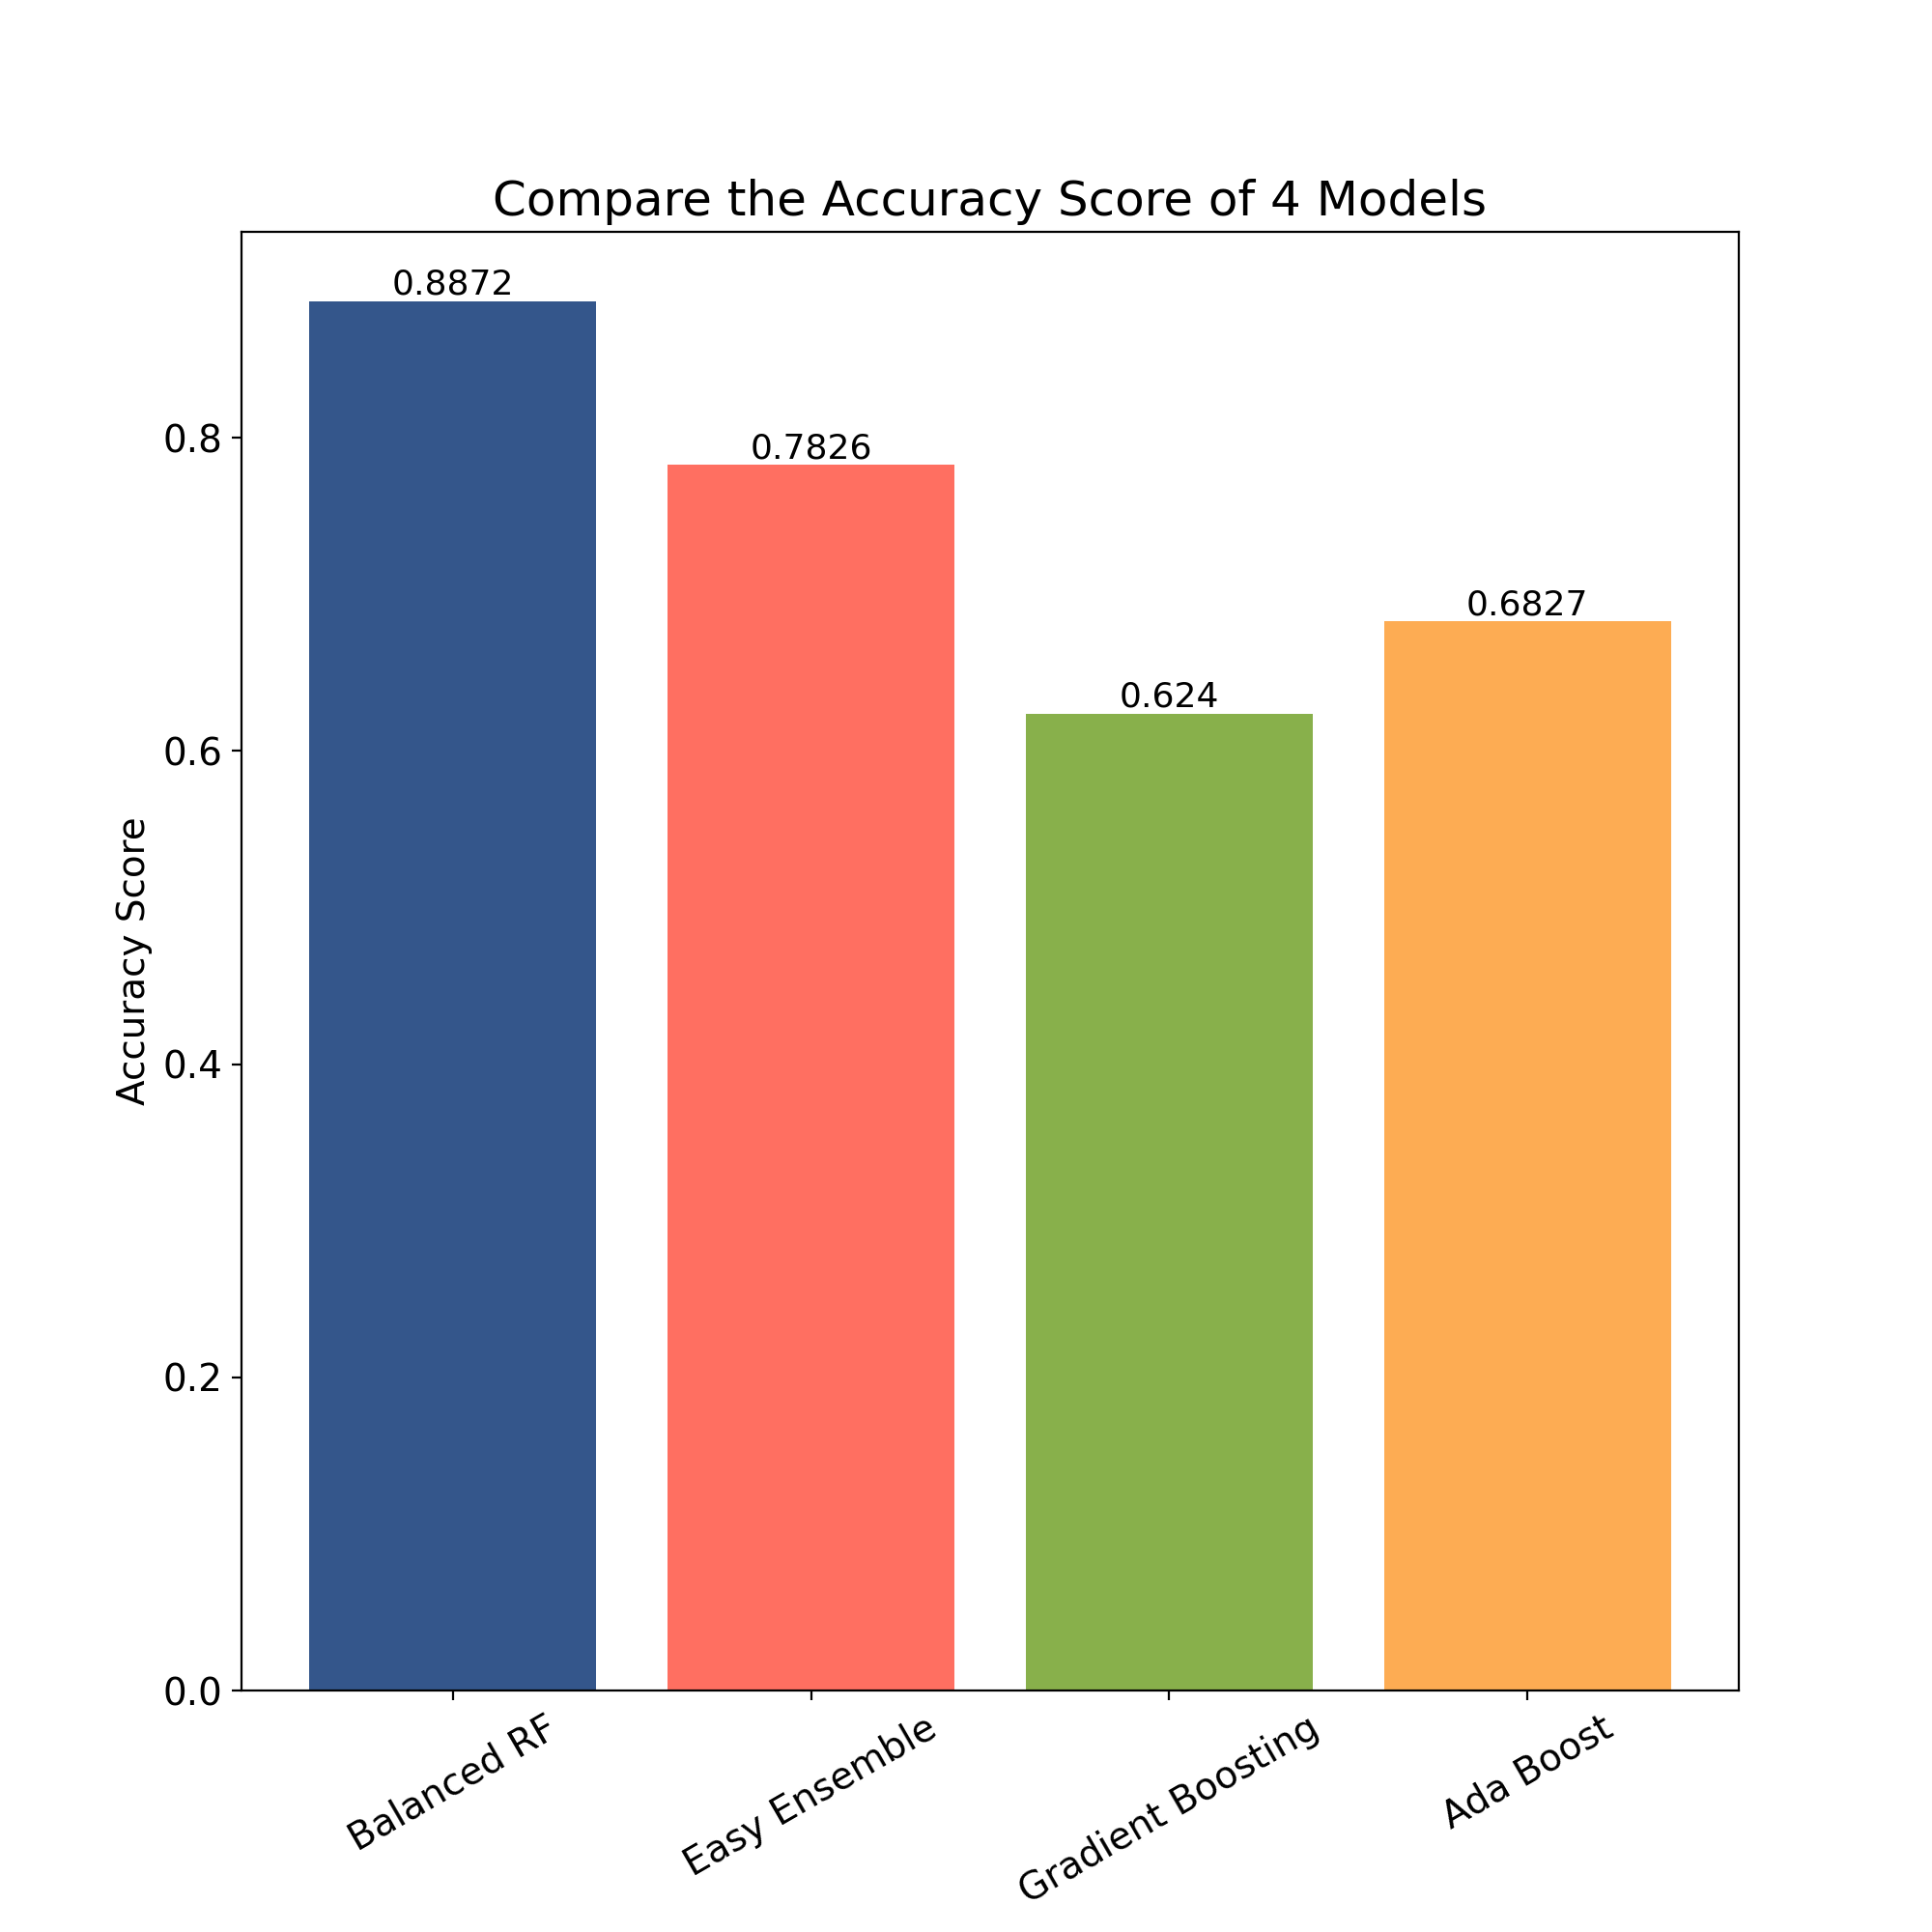 Compare the Accuracy Score of 4 Models
0.8872
0.7826
0.624
0.6827
Accuracy Score
0.8
0.6
0.4
0.2
0.0
Balanced RF
Easy Ensemble
Gradient Boosting
Ada Boost